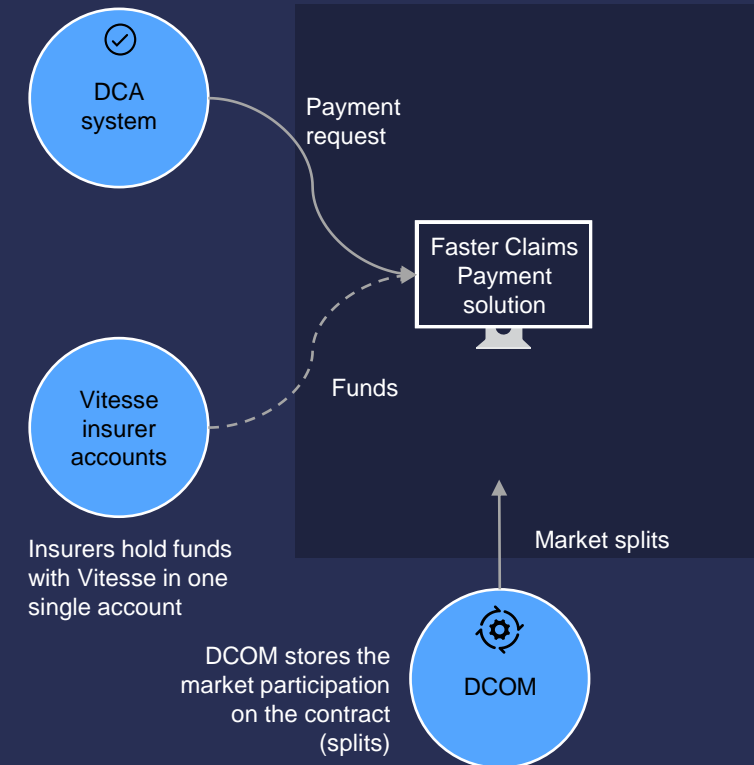 DCA
system
Payment
request
Faster Claims
Payment
solution
Vitesse
insurer
accounts
Funds
Insurers hold funds
with Vitesse in one
single account
Market splits
DCOM stores the
market participation
on the contract
(splits)
DCOM